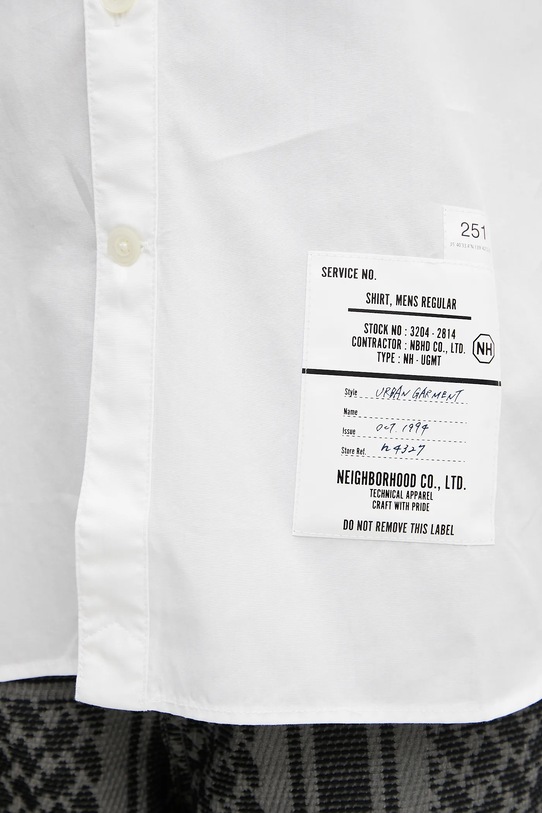 251
SERVICE NO.
SHIRT, MENS REGULAR
STOCK NO : 3204 - 2814
CONTRACTOR : NBHD CO., LTD.
TYPE : NH - UGMT
NH
Style URBAN GARMENT
Name
Issue Oct. 1994
Store Ref. n4327
NEIGHBORHOOD CO., LTD.
TECHNICAL APPAREL
CRAFT WITH PRIDE
DO NOT REMOVE THIS LABEL